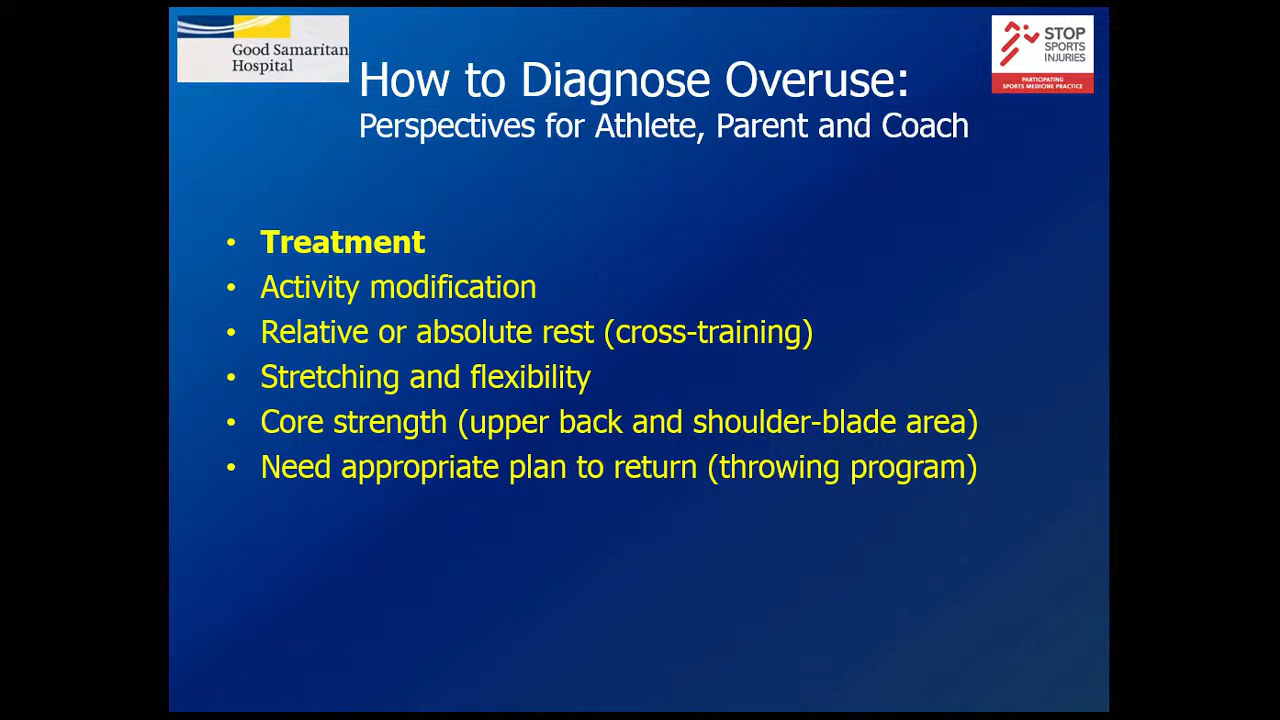 Good Samaritan
Hospital
STOP
SPORTS
INJURIES
PARTICIPATING
SPORTS MEDICINE PRACTICE
How to Diagnose Overuse:
Perspectives for Athlete, Parent and Coach
• Treatment
• Activity modification
• Relative or absolute rest (cross-training)
• Stretching and flexibility
• Core strength (upper back and shoulder-blade area)
• Need appropriate plan to return (throwing program)